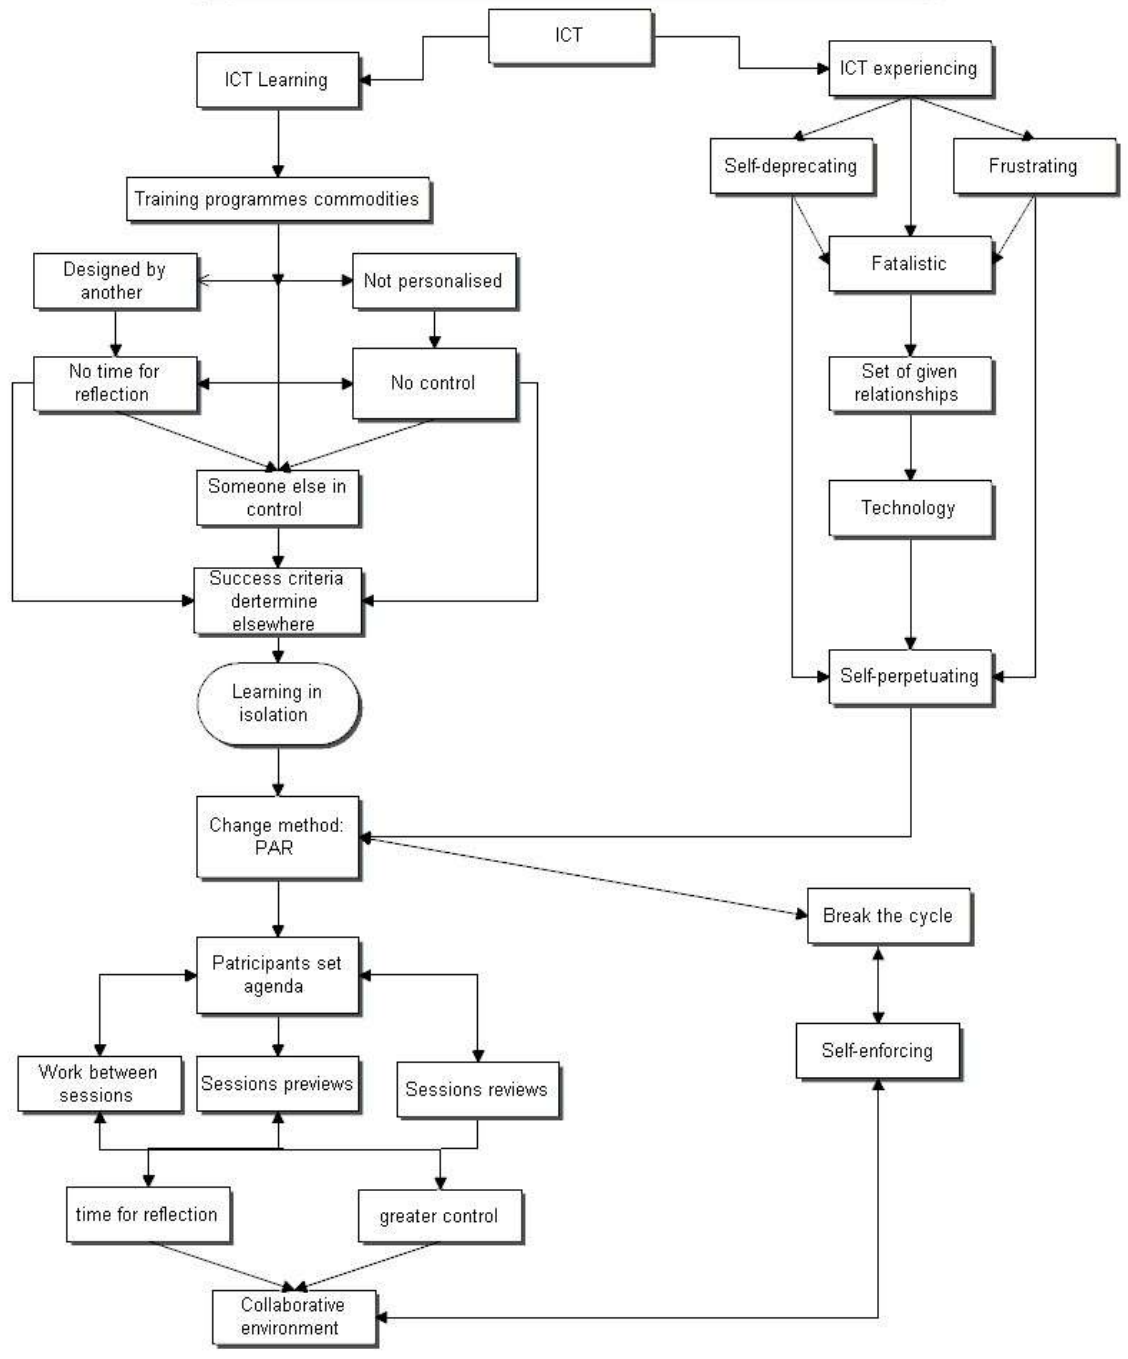 ICT
ICT Learning
ICT experiencing
Self-deprecating
Frustrating
Training programmes commodities
Designed by
another
Not personalised
Fatalistic
No time for
reflection
No control
Set of given
relationships
Someone else in
control
Technology
Success criteria
dertermine
elsewhere
Self-perpetuating
Learning in
isolation
Change method:
PAR
Break the cycle
Patricipants set
agenda
Self-enforcing
Work between
sessions
Sessions previews
Sessions reviews
time for reflection
greater control
Collaborative
environment